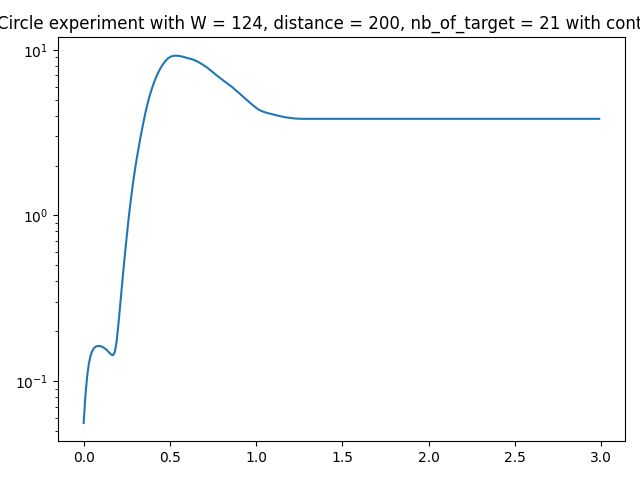 Circle experiment with W = 124, distance = 200, nb_of_target = 21 with cont
10¹
10⁰
10⁻¹
0.0 0.5 1.0 1.5 2.0 2.5 3.0